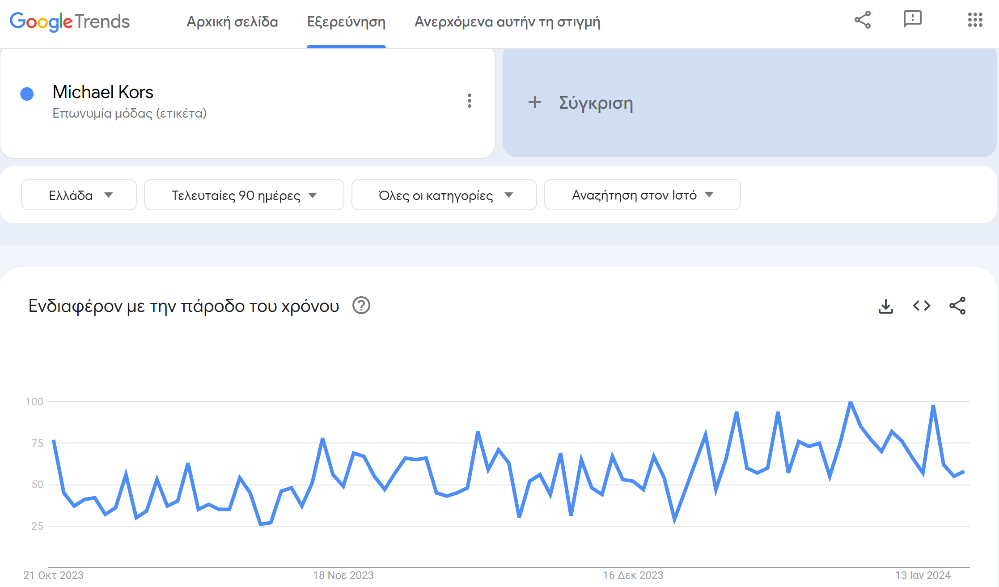 Google Trends Αρχική σελίδα Εξερεύνηση Ανερχόμενα αυτήν τη στιγμή
Michael Kors
Επωνυμία μόδας (ετικέτα)
+ Σύγκριση
Ελλάδα Τελευταίες 90 ημέρες Όλες οι κατηγορίες Αναζήτηση στον Ιστό
Ενδιαφέρον με την πάροδο του χρόνου ?
100
75
50
25
21 Οκτ 2023 18 Νοε 2023 16 Δεκ 2023 13 Ιαν 2024